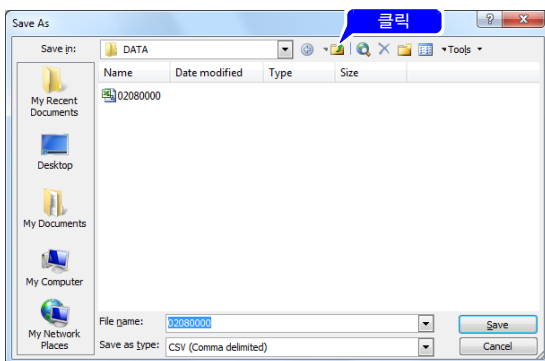 Save As
클릭
Save in:
DATA
Tools
Name
Date modified
Type
Size
02080000
My Recent
Documents
Desktop
My Documents
My Computer
My Network
Places
File name:
02080000
Save
Save as type:
CSV (Comma delimited)
Cancel